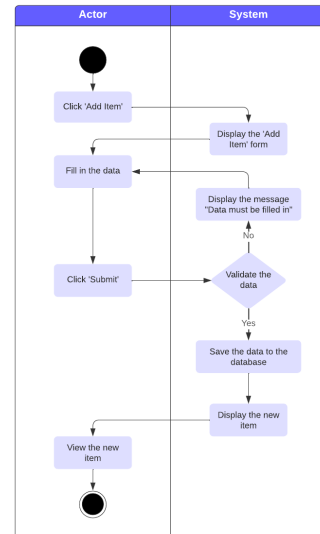 Actor
System
Click 'Add Item'
Display the 'Add
Item' form
Fill in the data
Display the message
"Data must be filled in"
No
Validate the
data
Click 'Submit'
Yes
Save the data to the
database
Display the new
item
View the new
item